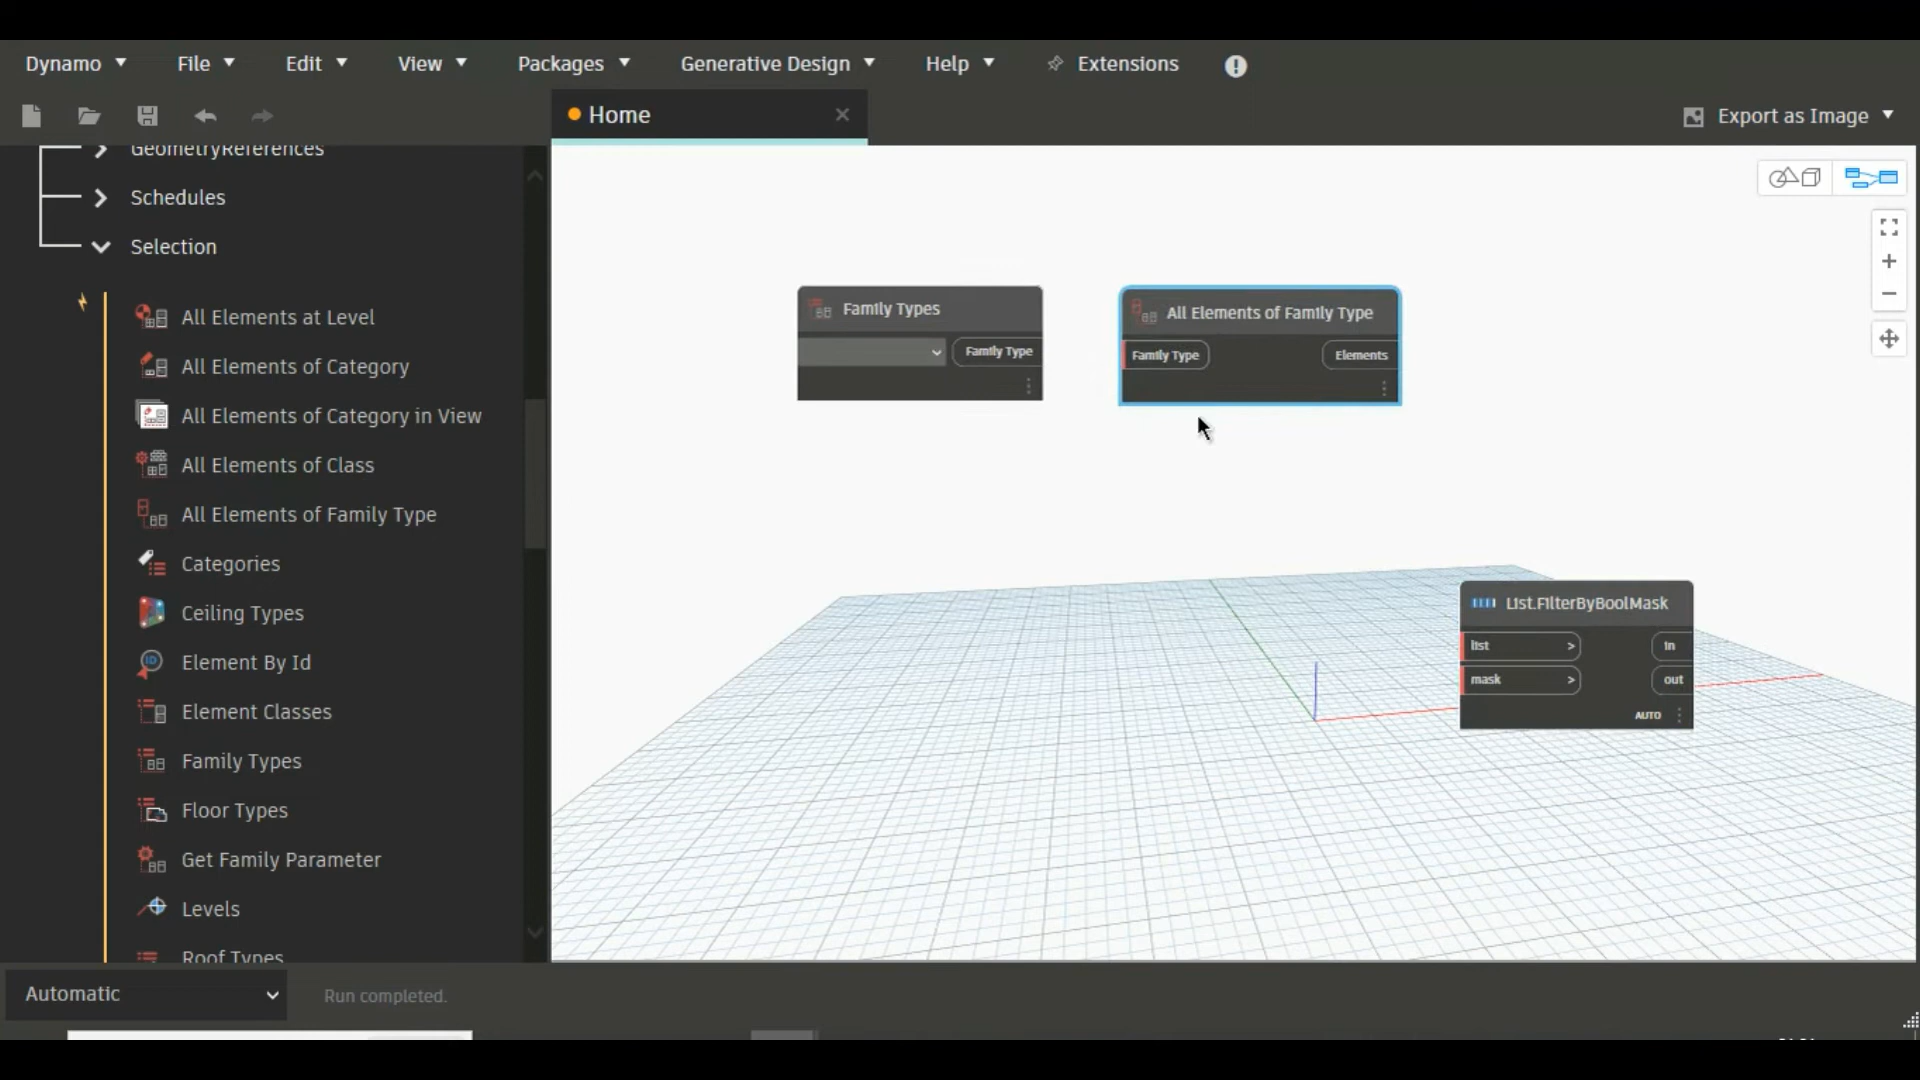 Dynamo File Edit View Packages Generative Design Help Extensions
Home
Export as Image
GeometryReferences
Schedules
Selection
All Elements at Level
All Elements of Category
All Elements of Category in View
All Elements of Class
All Elements of Family Type
Categories
Ceiling Types
Element By Id
Element Classes
Family Types
Floor Types
Get Family Parameter
Levels
Roof Types
Family Types
Family Type
All Elements of Family Type
Family Type Elements
List.FilterByBoolMask
list > in
mask > out
AUTO
Automatic
Run completed.